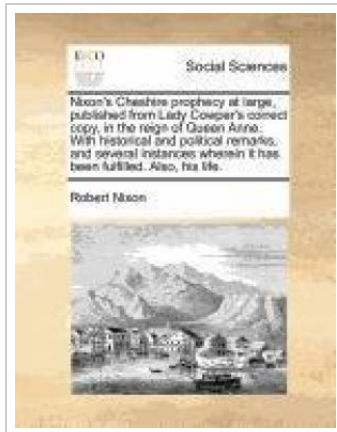 ECCO
Social Sciences
Nixon's Cheshire prophecy at large,
published from Lady Cowper's correct
copy, in the reign of Queen Anne.
With historical and political remarks,
and several instances wherein it has
been fulfilled. Also, his life.
Robert Nixon